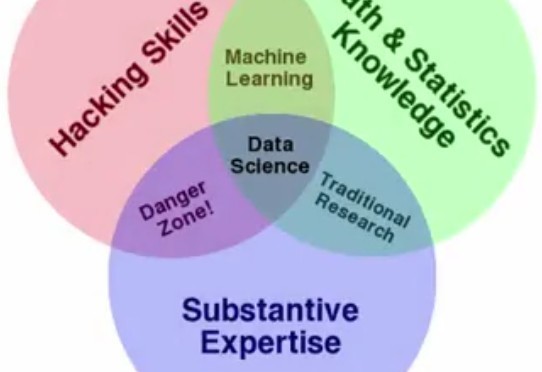 Hacking Skills
ath & Statistics
Knowledge
Machine
Learning
Data
Science
Danger
Zone!
Traditional
Research
Substantive
Expertise